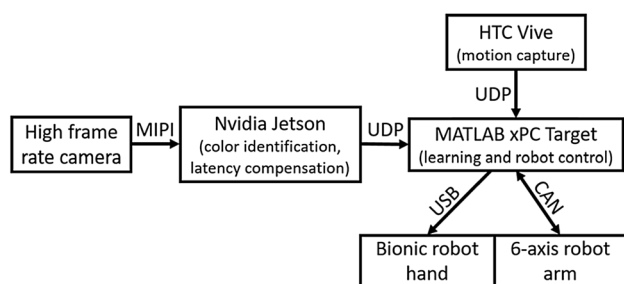 HTC Vive
(motion capture)
UDP
High frame
rate camera
MIPI
Nvidia Jetson
(color identification,
latency compensation)
UDP
MATLAB xPC Target
(learning and robot control)
USB
CAN
Bionic robot
hand
6-axis robot
arm